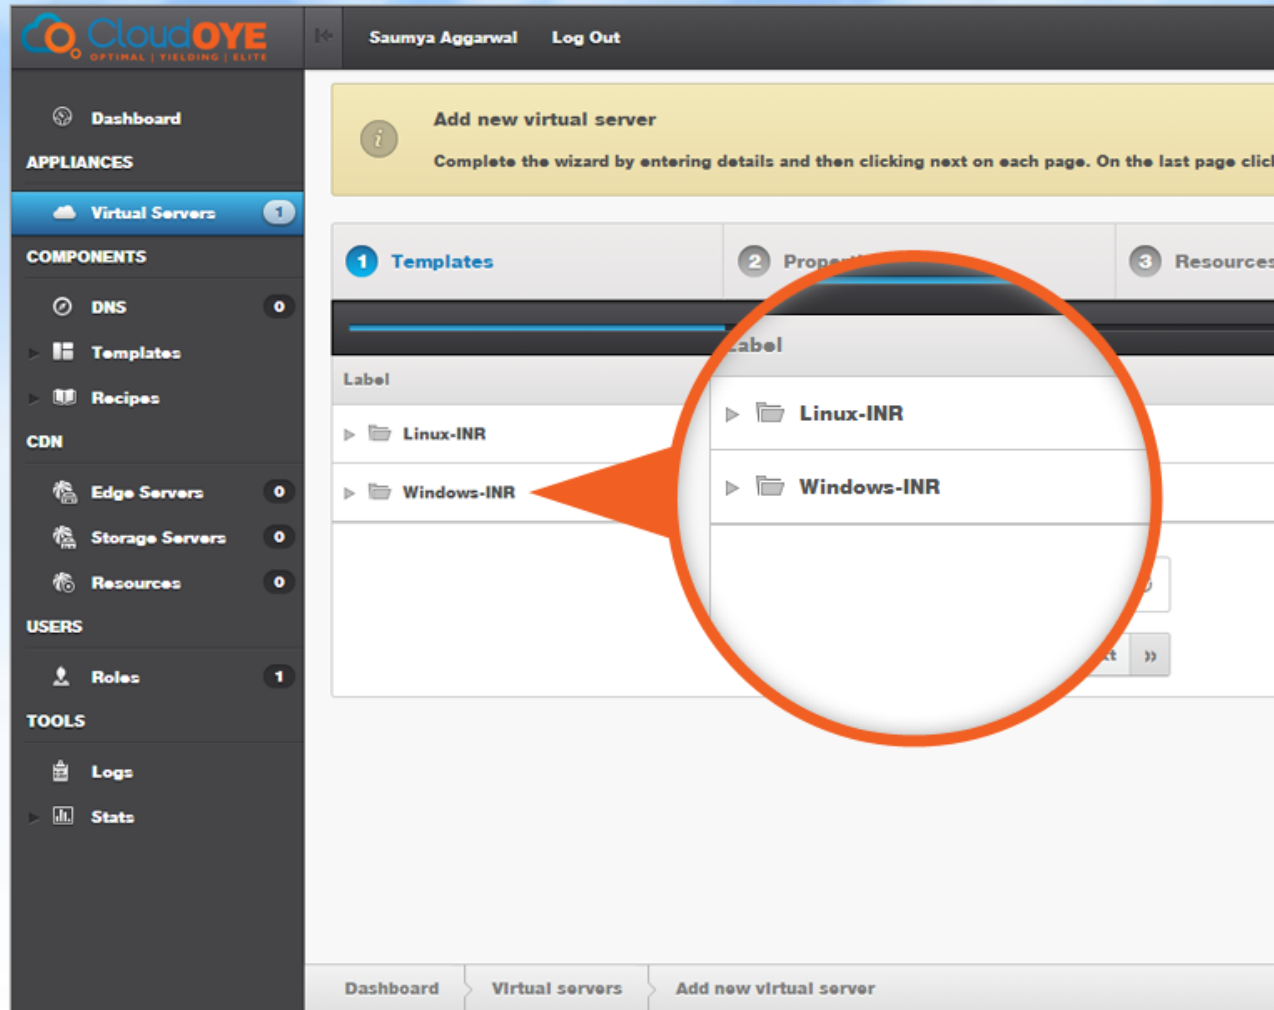 CloudOYE
OPTIMAL | YIELDING | ELITE
Saumya Aggarwal Log Out
Dashboard
APPLIANCES
Virtual Servers 1
COMPONENTS
DNS 0
Templates
Recipes
CDN
Edge Servers 0
Storage Servers 0
Resources 0
USERS
Roles 1
TOOLS
Logs
Stats
Add new virtual server
Complete the wizard by entering details and then clicking next on each page. On the last page clic
1 Templates
2
3 Resources
Label
Linux-INR
Windows-INR
Label
Linux-INR
Windows-INR
Dashboard Virtual servers Add new virtual server